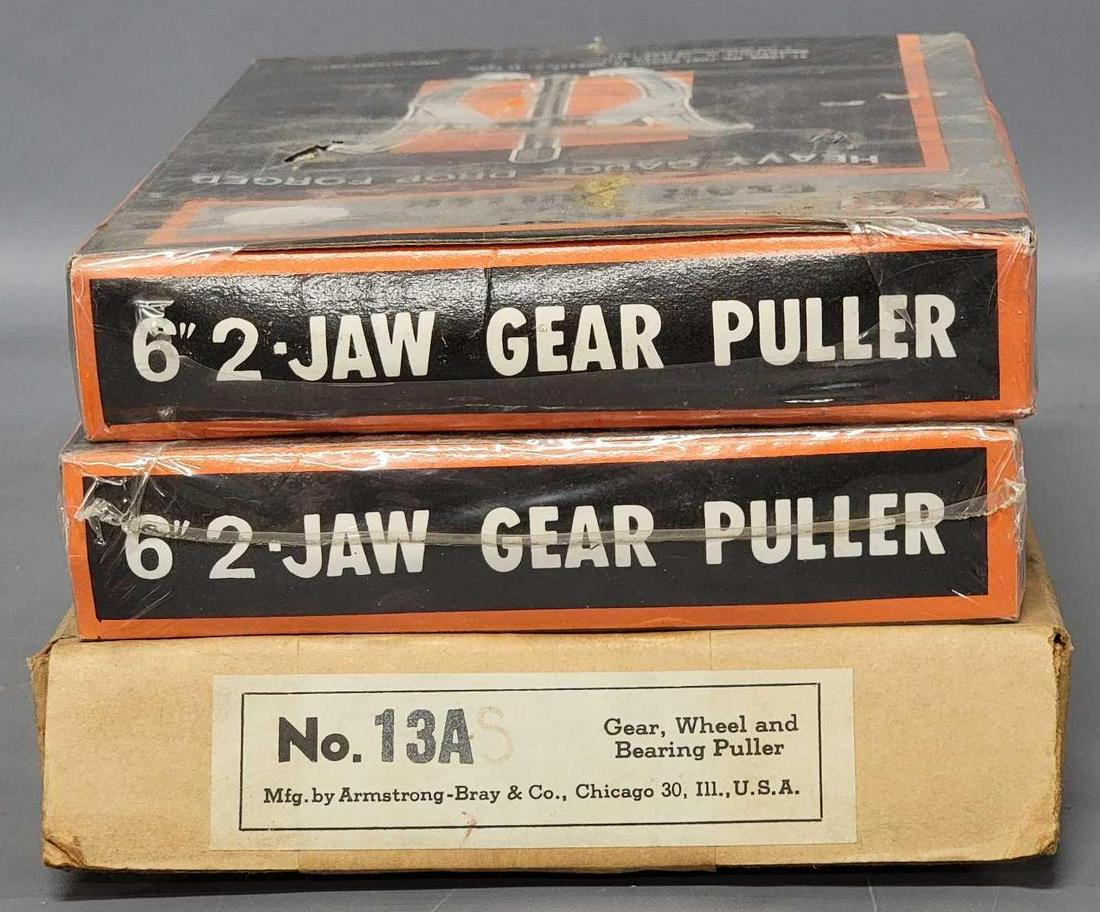 HEAVY GAUGE DROP FORGED
6" 2-JAW GEAR PULLER
6" 2-JAW GEAR PULLER
No. 13AS
Gear, Wheel and
Bearing Puller
Mfg. by Armstrong-Bray & Co., Chicago 30, Ill., U.S.A.